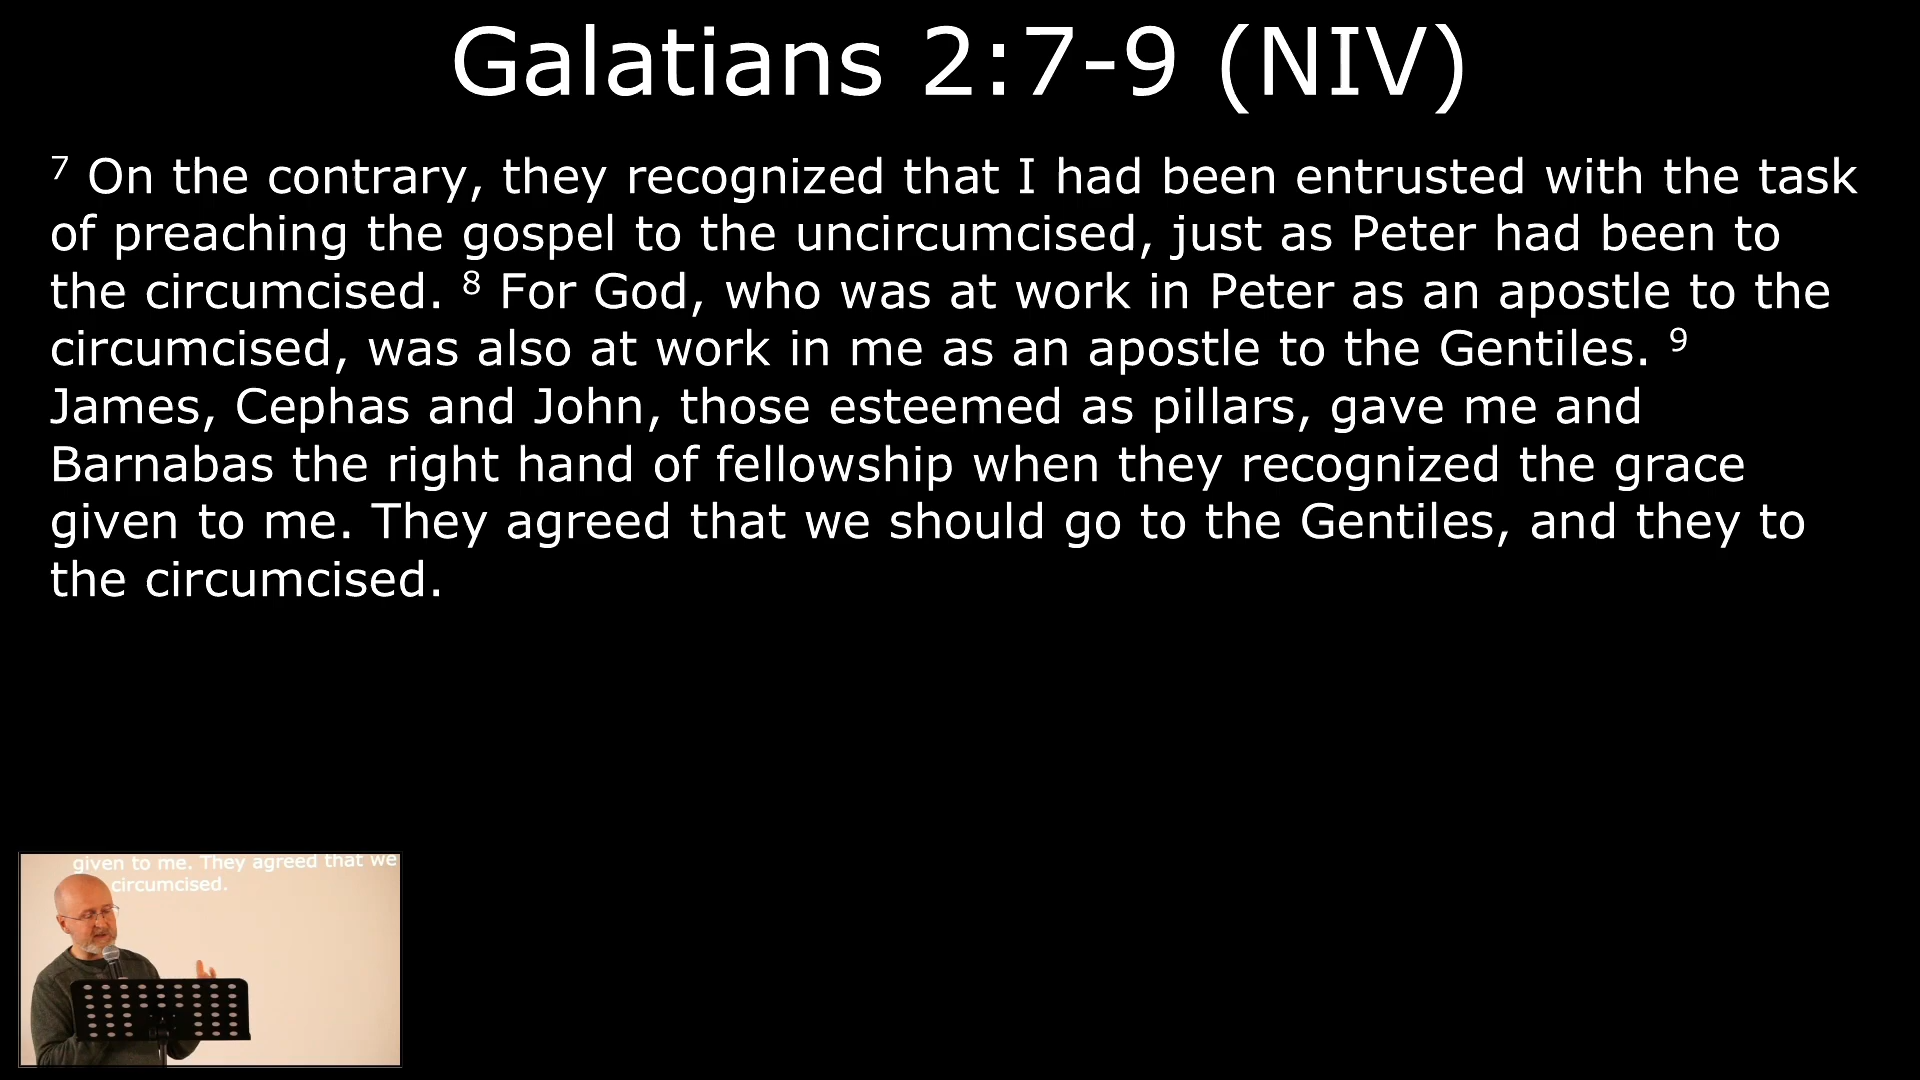 Galatians 2:7-9 (NIV)
7 On the contrary, they recognized that I had been entrusted with the task
of preaching the gospel to the uncircumcised, just as Peter had been to
the circumcised. 8 For God, who was at work in Peter as an apostle to the
circumcised, was also at work in me as an apostle to the Gentiles. 9
James, Cephas and John, those esteemed as pillars, gave me and
Barnabas the right hand of fellowship when they recognized the grace
given to me. They agreed that we should go to the Gentiles, and they to
the circumcised.
given to me. They agreed that we
circumcised.